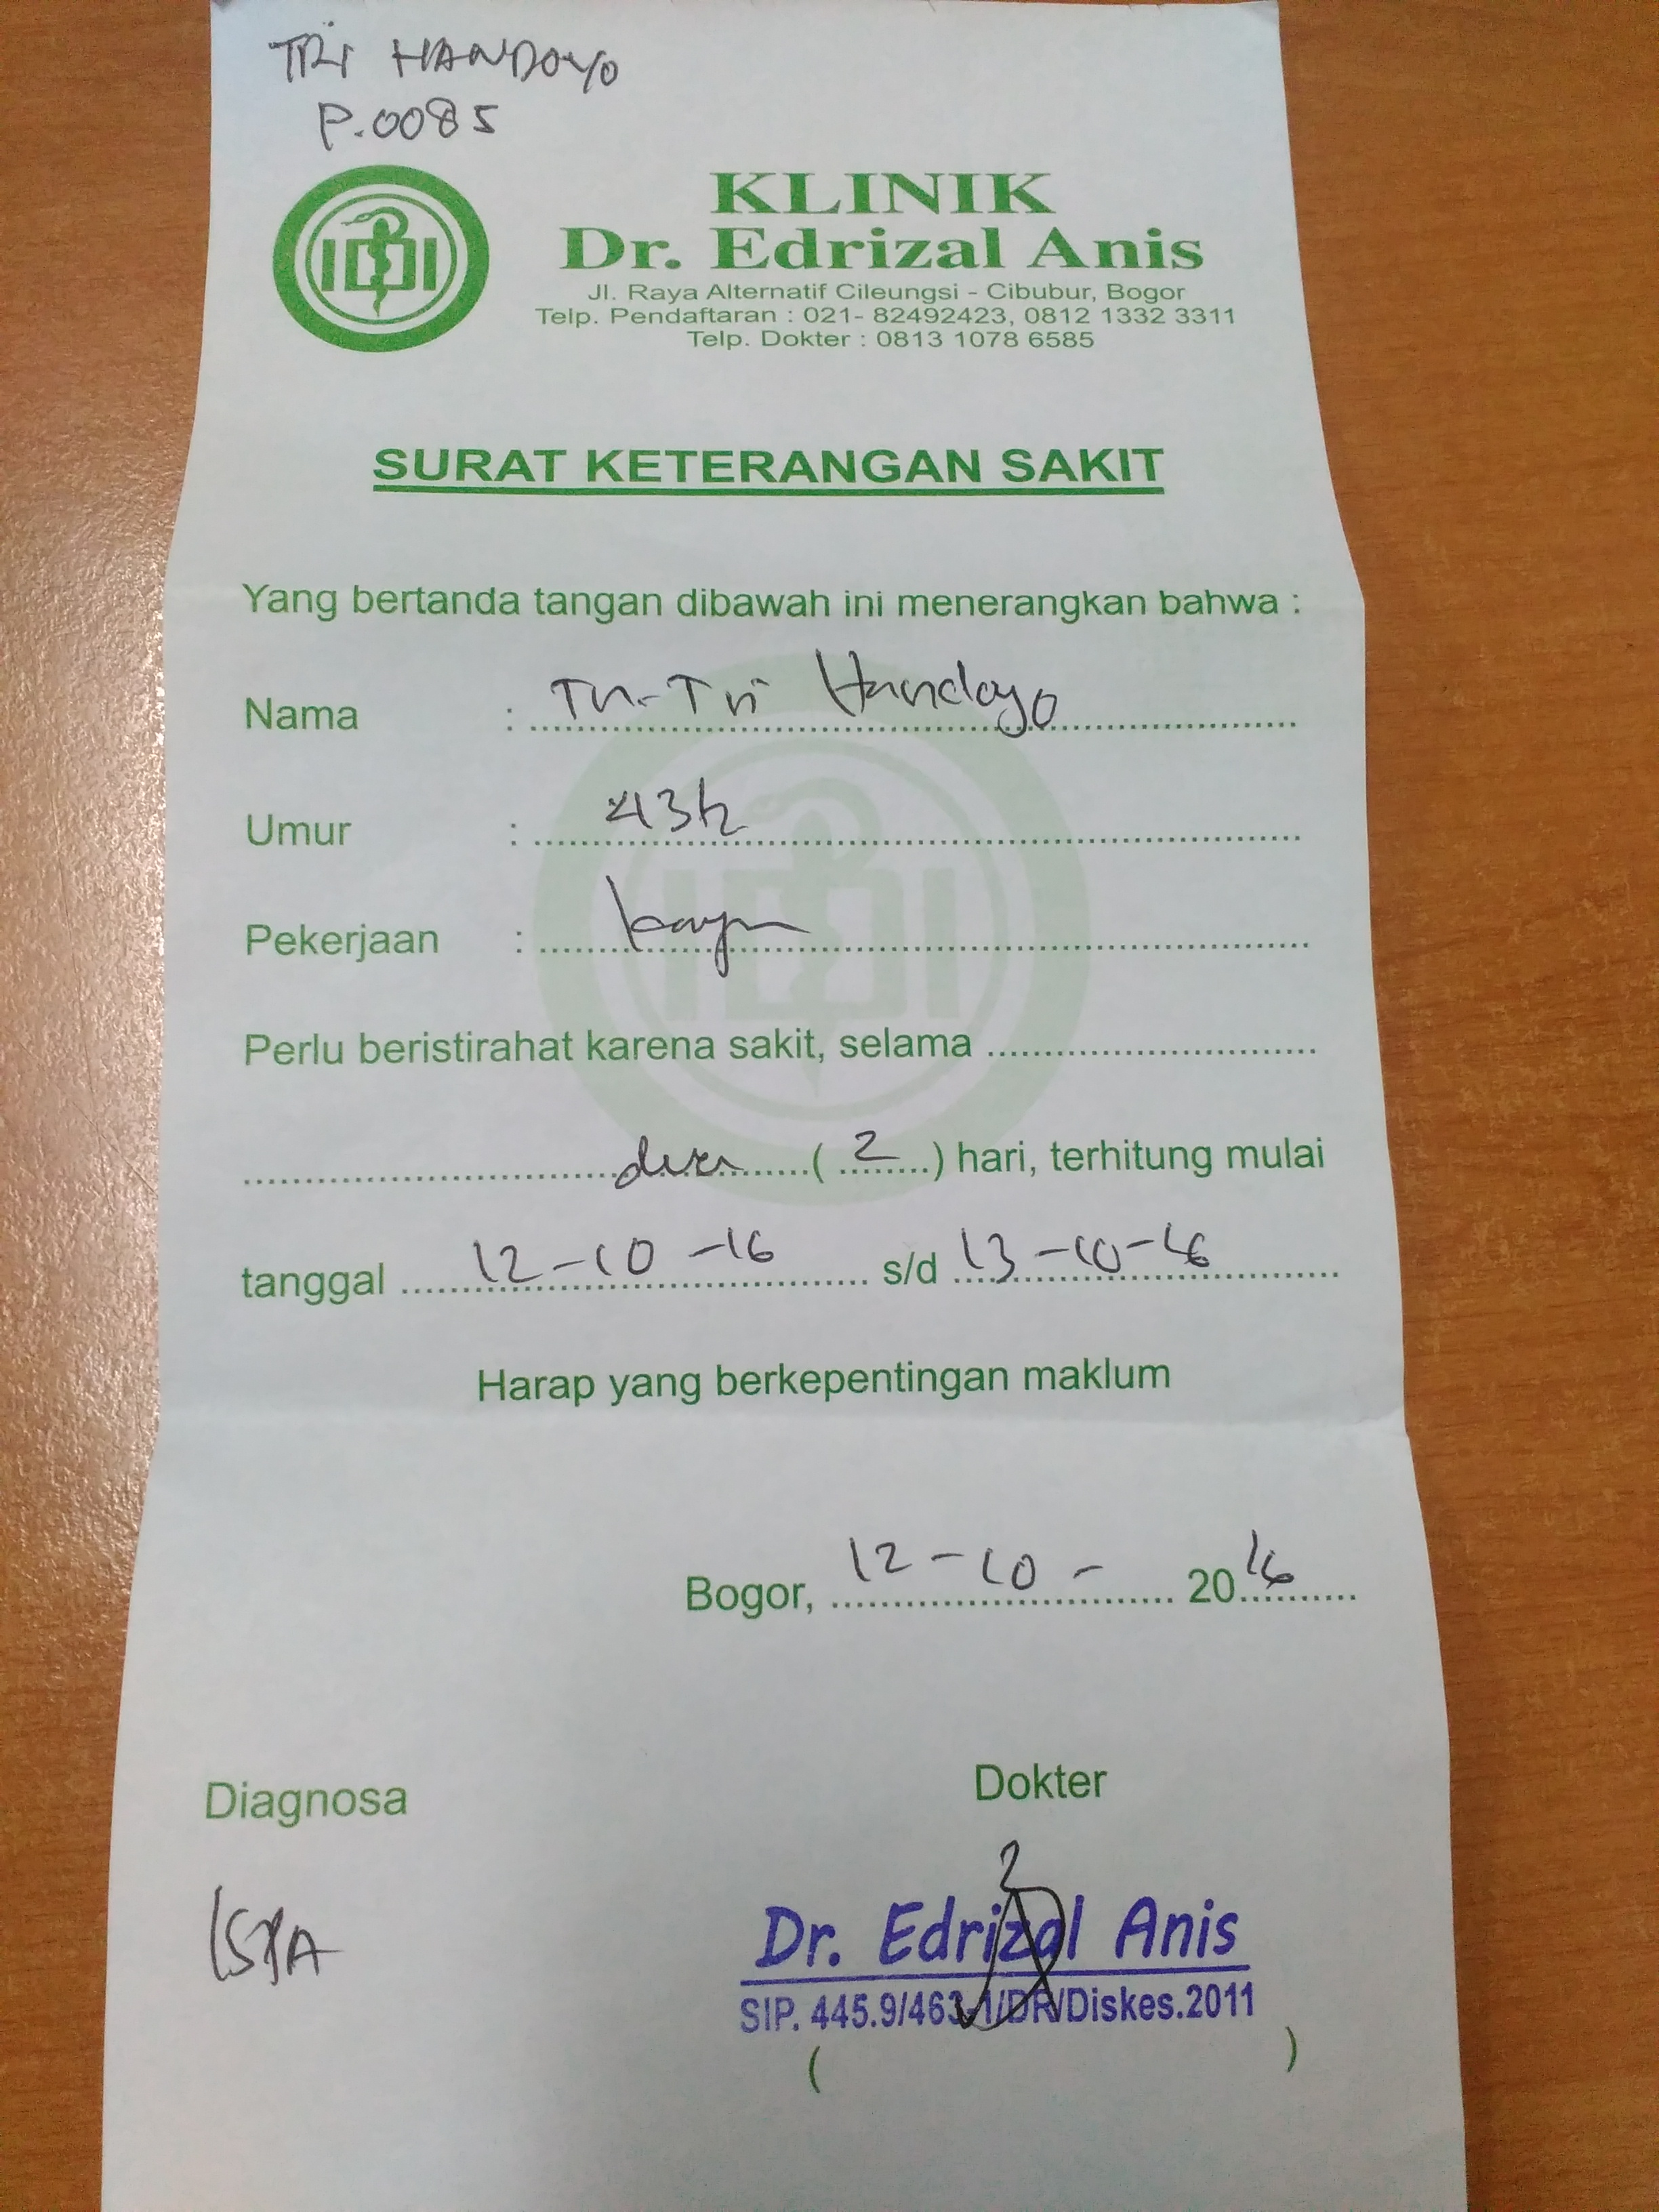 TRI HANDOYO
P.0085
IDI
KLINIK
Dr. Edrizal Anis
Jl. Raya Alternatif Cileungsi - Cibubur, Bogor
Telp. Pendaftaran : 021- 82492423, 0812 1332 3311
Telp. Dokter : 0813 1078 6585
SURAT KETERANGAN SAKIT
Yang bertanda tangan dibawah ini menerangkan bahwa :
Nama : Tn. Tri Handoyo
Umur : 43 th
Pekerjaan :
Perlu beristirahat karena sakit, selama
dua ( 2 ) hari, terhitung mulai
tanggal 12-10-16 s/d 13-10-16
Harap yang berkepentingan maklum
Bogor, 12-10- 2016
Diagnosa Dokter
ISPA
Dr. Edrizal Anis
SIP. 445.9/463-1/DR/Diskes.2011
( )